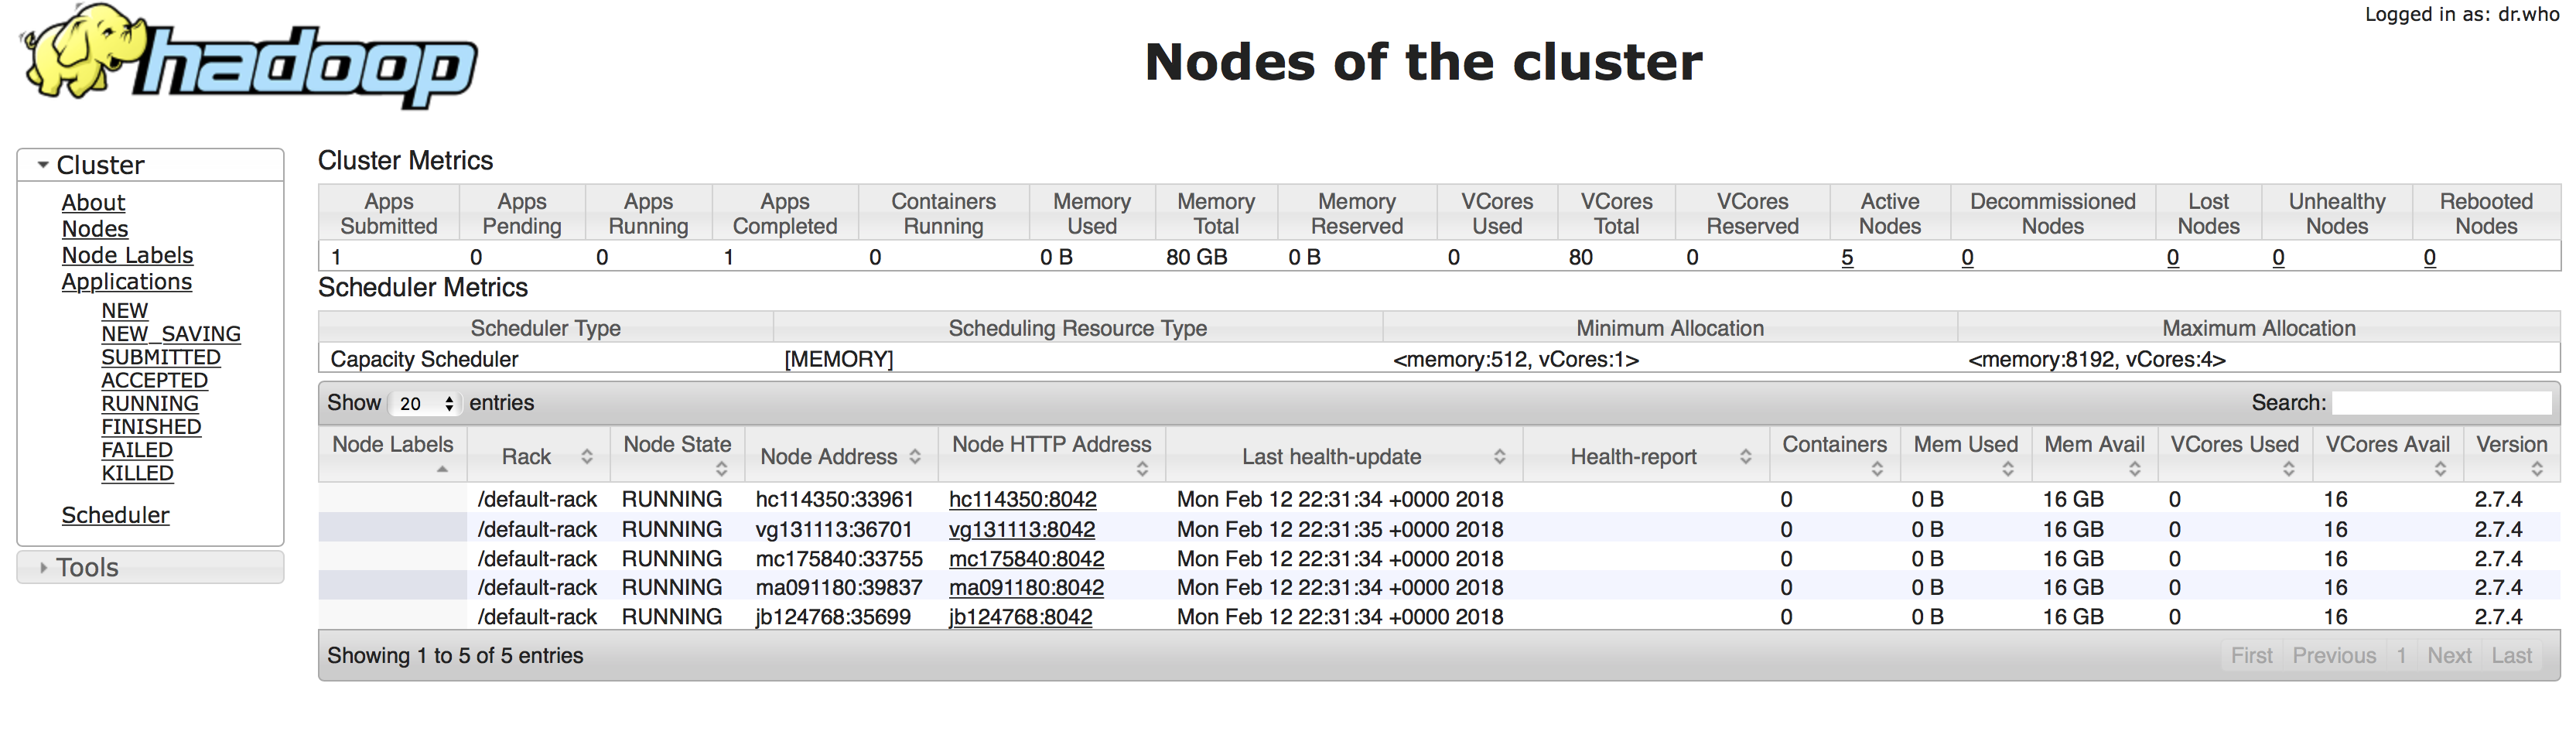 Logged in as: dr.who
hadoop
Nodes of the cluster
Cluster
About
Nodes
Node Labels
Applications
NEW
NEW_SAVING
SUBMITTED
ACCEPTED
RUNNING
FINISHED
FAILED
KILLED
Scheduler
Tools
Cluster Metrics
Apps Submitted Apps Pending Apps Running Apps Completed Containers Running Memory Used Memory Total Memory Reserved VCores Used VCores Total VCores Reserved Active Nodes Decommissioned Nodes Lost Nodes Unhealthy Nodes Rebooted Nodes
1 0 0 1 0 0 B 80 GB 0 B 0 80 0 5 0 0 0 0
Scheduler Metrics
Scheduler Type Scheduling Resource Type Minimum Allocation Maximum Allocation
Capacity Scheduler [MEMORY] <memory:512, vCores:1> <memory:8192, vCores:4>
Show 20 entries Search:
Node Labels Rack Node State Node Address Node HTTP Address Last health-update Health-report Containers Mem Used Mem Avail VCores Used VCores Avail Version
/default-rack RUNNING hc114350:33961 hc114350:8042 Mon Feb 12 22:31:34 +0000 2018 0 0 B 16 GB 0 16 2.7.4
/default-rack RUNNING vg131113:36701 vg131113:8042 Mon Feb 12 22:31:35 +0000 2018 0 0 B 16 GB 0 16 2.7.4
/default-rack RUNNING mc175840:33755 mc175840:8042 Mon Feb 12 22:31:34 +0000 2018 0 0 B 16 GB 0 16 2.7.4
/default-rack RUNNING ma091180:39837 ma091180:8042 Mon Feb 12 22:31:34 +0000 2018 0 0 B 16 GB 0 16 2.7.4
/default-rack RUNNING jb124768:35699 jb124768:8042 Mon Feb 12 22:31:34 +0000 2018 0 0 B 16 GB 0 16 2.7.4
Showing 1 to 5 of 5 entries First Previous 1 Next Last